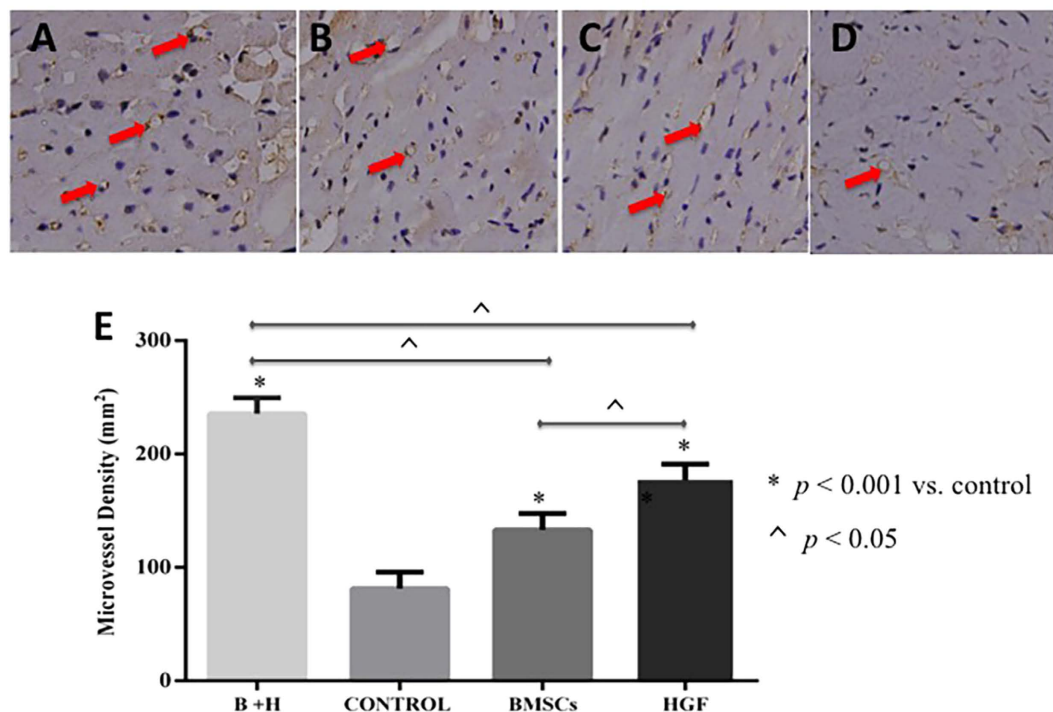 A
B
C
D
E
^
300
^
*
Microvessel Density (mm²)
^
200
*
*
*
* p < 0.001 vs. control
^ p < 0.05
100
0
B +H
CONTROL
BMSCs
HGF